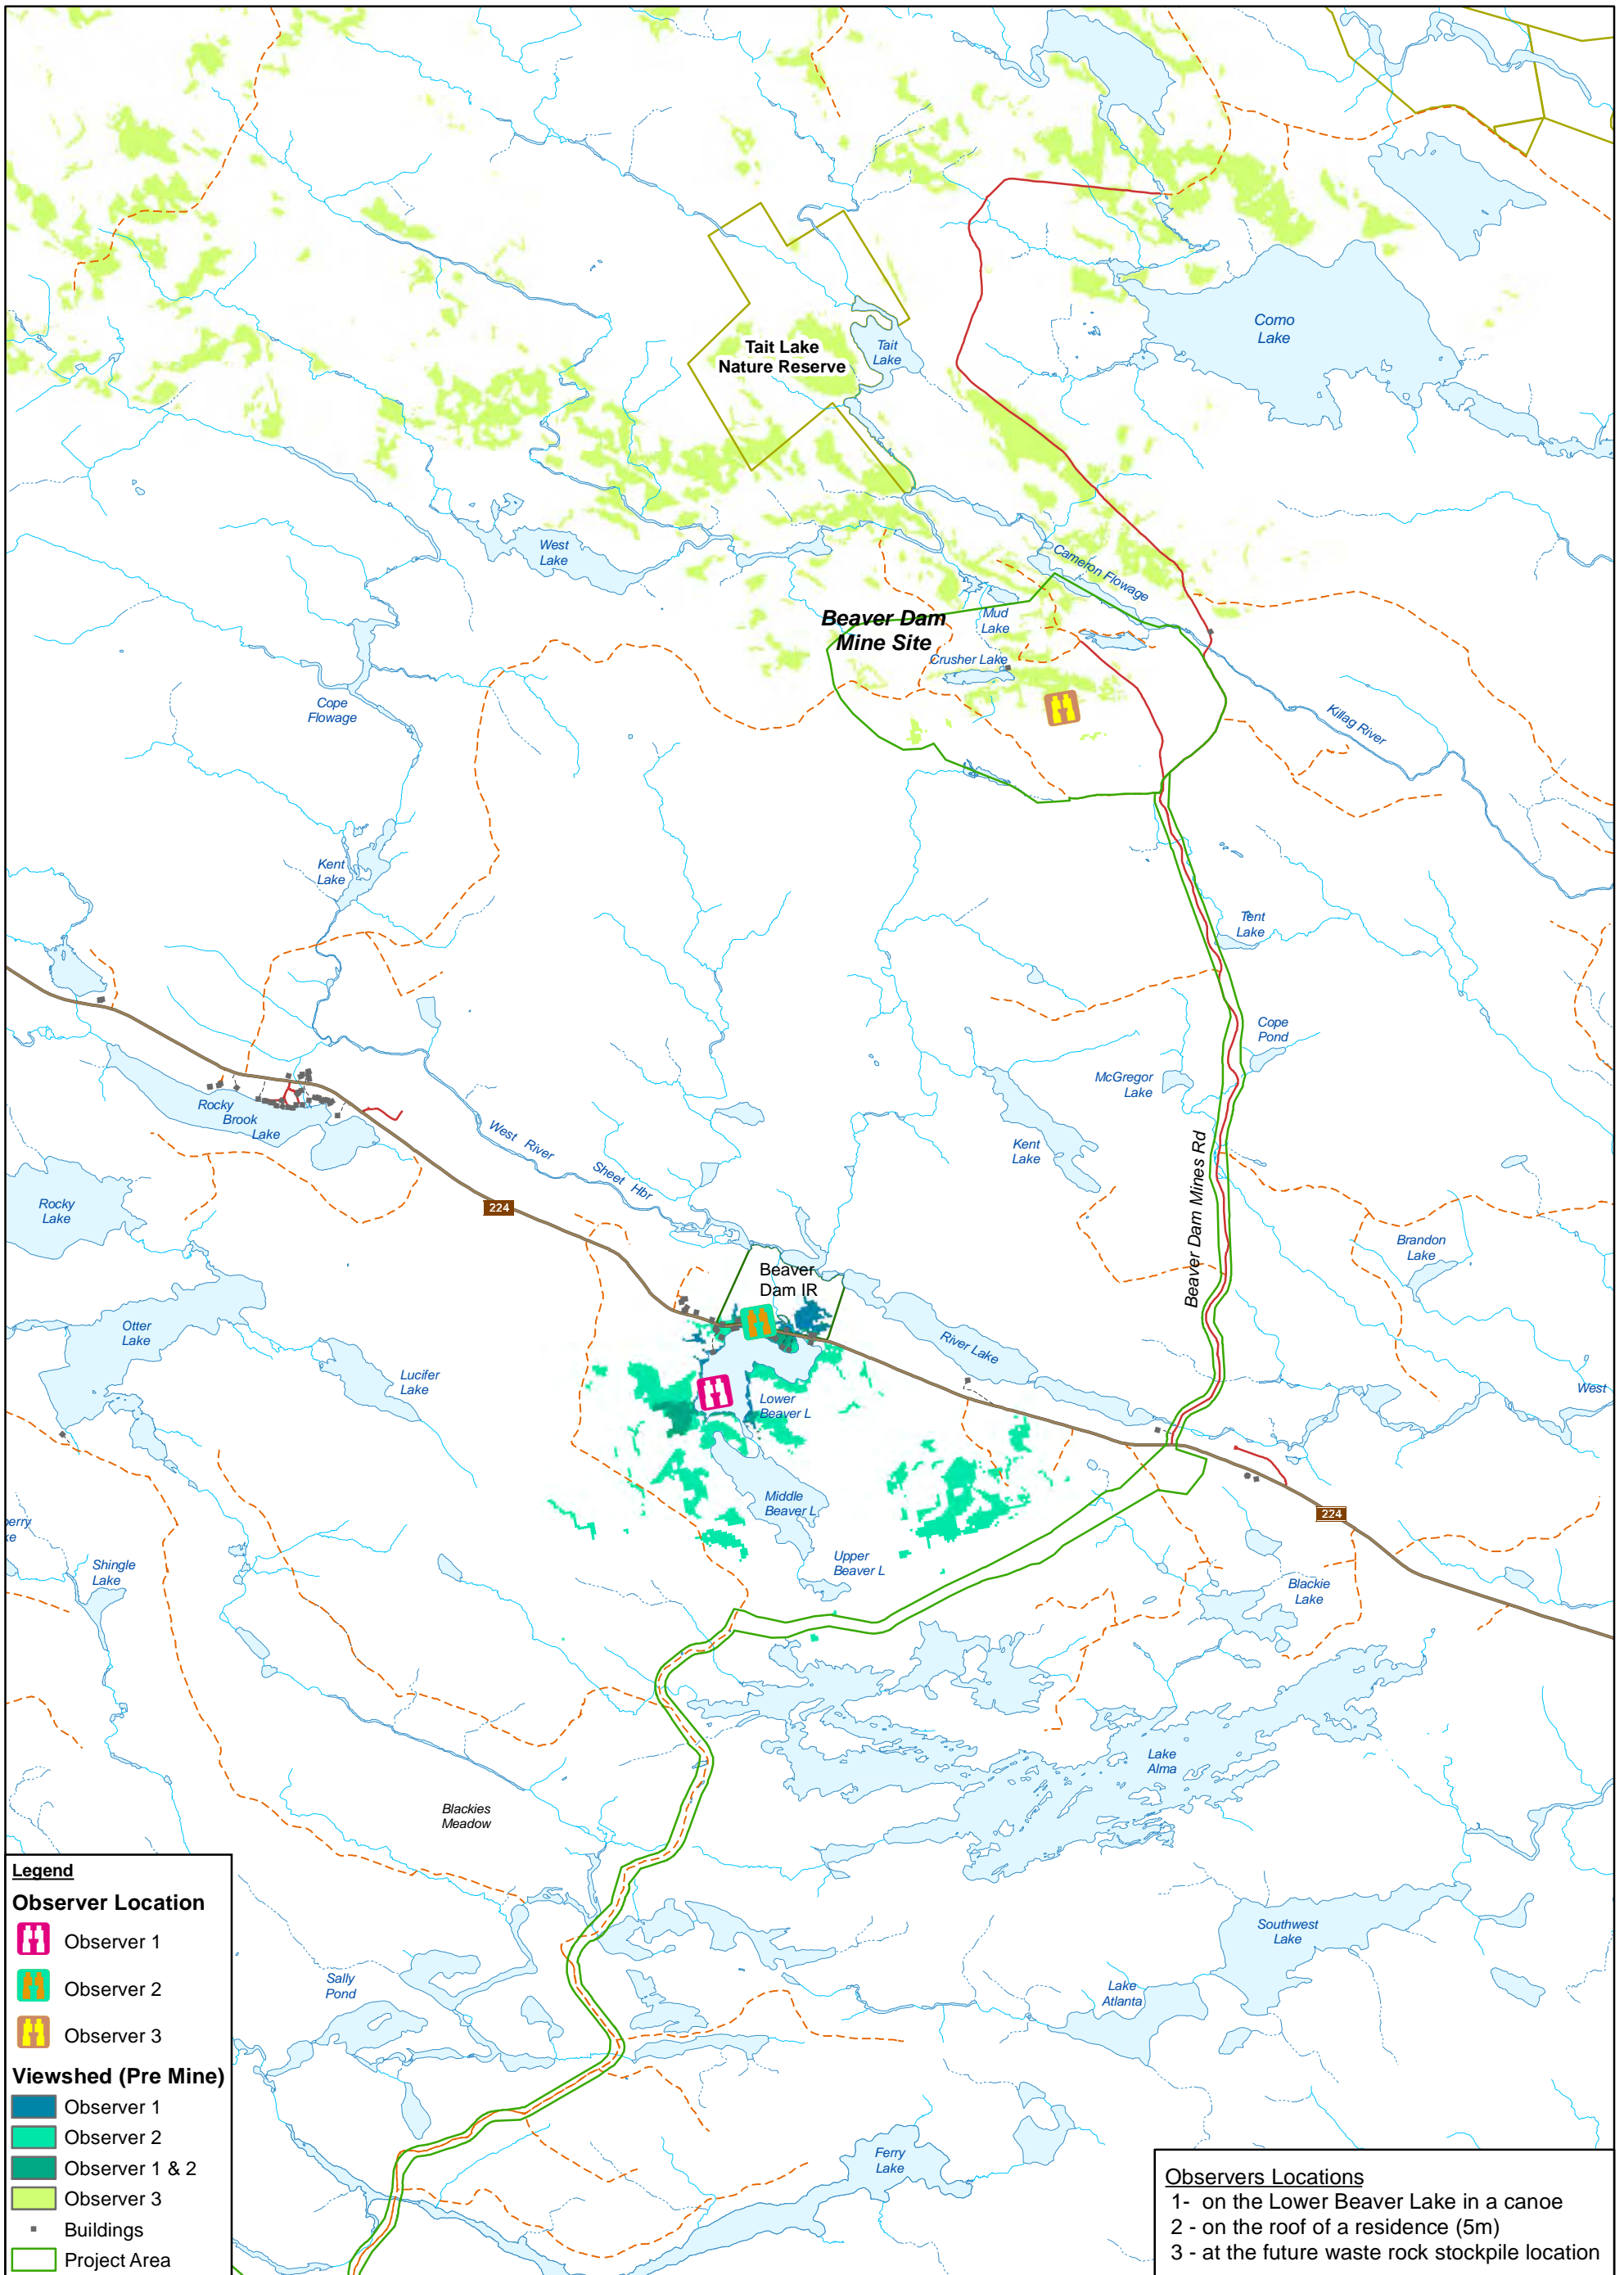 Como
Lake
Tait Lake
Nature Reserve
Tait
Lake
West
Lake
Cameron Flowage
Beaver Dam
Mine Site
Mud
Lake
Crusher Lake
Cope
Flowage
Killag River
Kent
Lake
Tent
Lake
Cope
Pond
McGregor
Lake
Rocky
Brook
Lake
West River
Sheet Hbr
Kent
Lake
Beaver Dam Mines Rd
Rocky
Lake
224
Brandon
Lake
Beaver
Dam IR
Otter
Lake
River Lake
Lucifer
Lake
Lower
Beaver L
West
Middle
Beaver L
224
Shingle
Lake
Upper
Beaver L
Blackie
Lake
Lake
Alma
Blackies
Meadow
Southwest
Lake
Sally
Pond
Lake
Atlanta
Ferry
Lake
Legend
Observer Location
Observer 1
Observer 2
Observer 3
Viewshed (Pre Mine)
Observer 1
Observer 2
Observer 1 & 2
Observer 3
Buildings
Project Area
Observers Locations
1- on the Lower Beaver Lake in a canoe
2 - on the roof of a residence (5m)
3 - at the future waste rock stockpile location